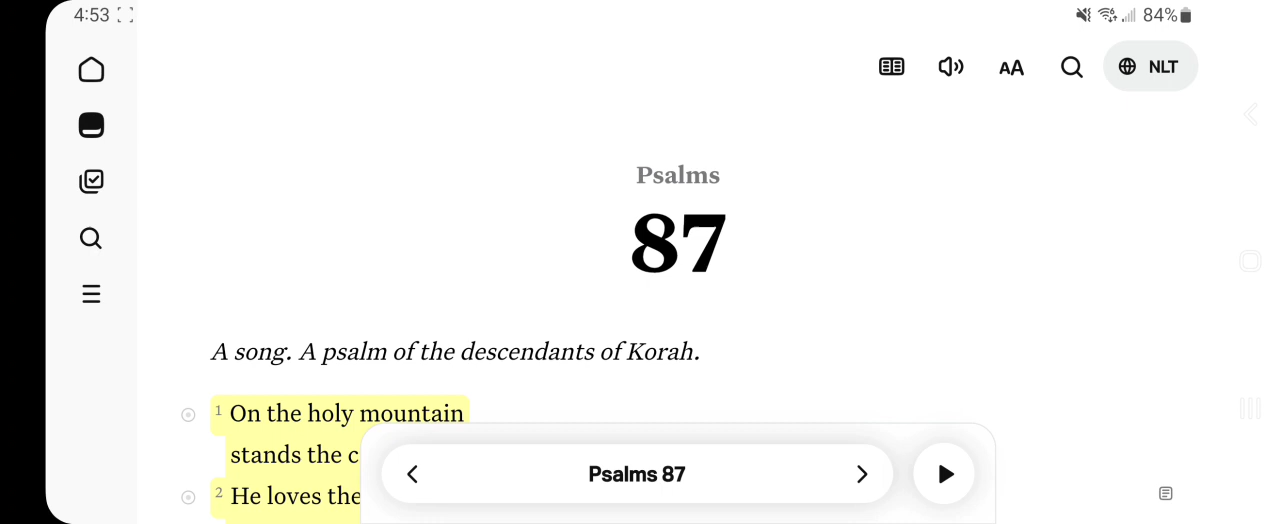 4:53
84%
AA
NLT
Psalms
87
A song. A psalm of the descendants of Korah.
1 On the holy mountain
stands the c
2 He loves the
Psalms 87